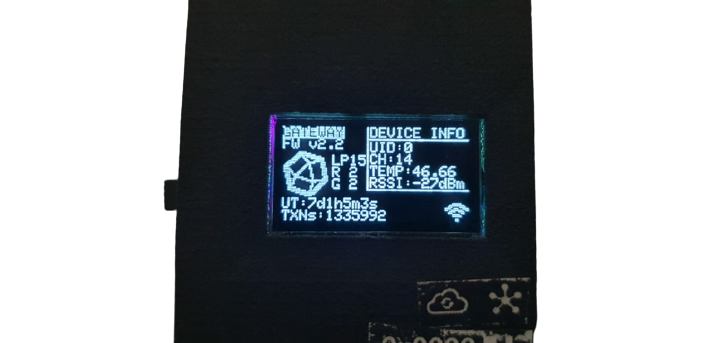 GATEWAY
FW v2.2
LP15
R 2
G 2
UT:7d1h5m3s
TXNs:1335992
DEVICE INFO
UID:0
CH:14
TEMP:46.66
RSSI:-27dBm